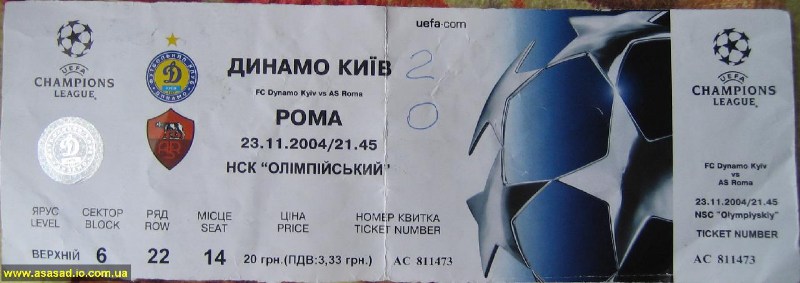 uefa.com
UEFA
CHAMPIONS
LEAGUE
ДИНАМО КИЇВ 2
FC Dynamo Kyiv vs AS Roma
РОМА 0
23.11.2004/21.45
НСК "ОЛІМПІЙСЬКИЙ"
ЯРУС СЕКТОР РЯД МІСЦЕ ЦІНА НОМЕР КВИТКА
LEVEL BLOCK ROW SEAT PRICE TICKET NUMBER
ВЕРХНІЙ 6 22 14 20 грн.(ПДВ:3,33 грн.) АС 811473
UEFA
CHAMPIONS
LEAGUE
FC Dynamo Kyiv
vs
AS Roma
23.11.2004/21.45
NSC "Olymplyskiy"
TICKET NUMBER
АС 811473
www.asasad.io.com.ua